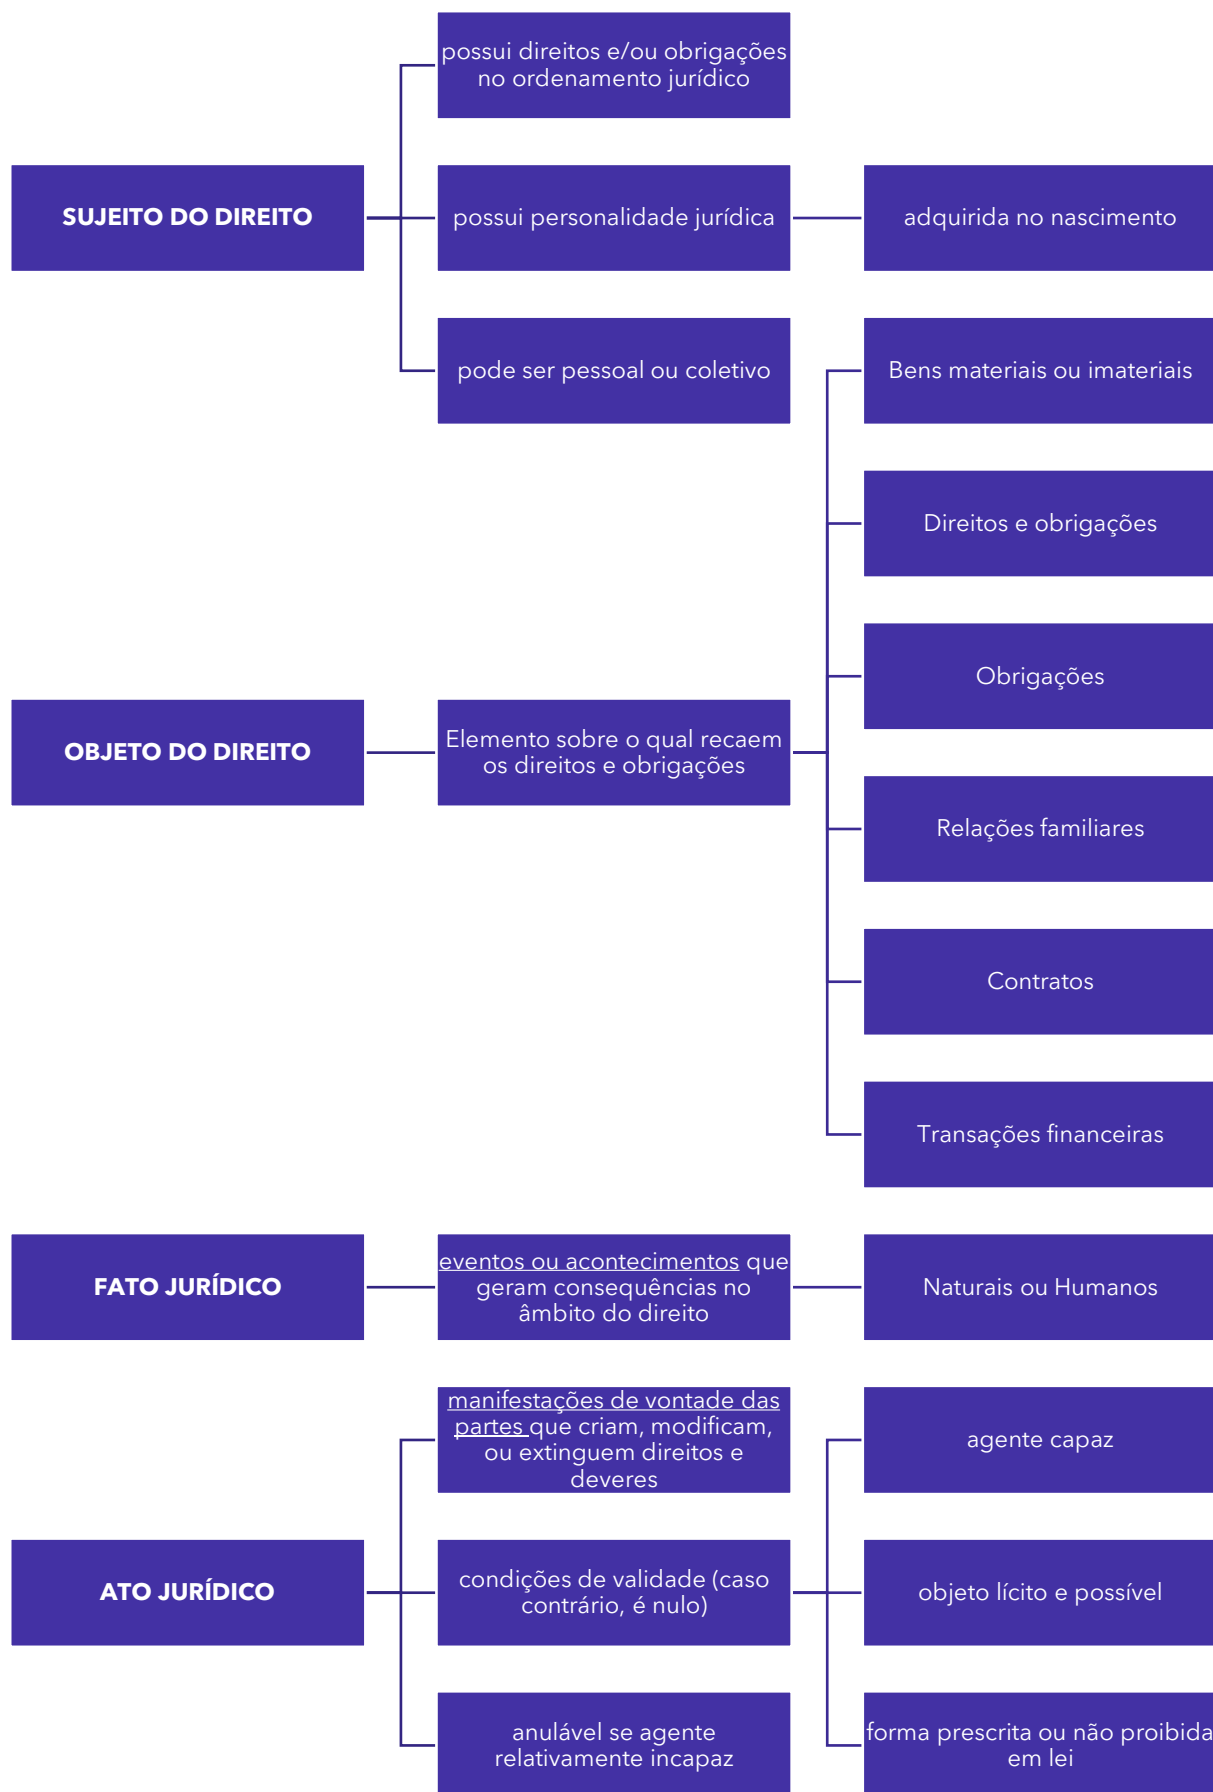 possui direitos e/ou obrigações
no ordenamento jurídico
SUJEITO DO DIREITO
possui personalidade jurídica
adquirida no nascimento
pode ser pessoal ou coletivo
Bens materiais ou imateriais
Direitos e obrigações
Obrigações
OBJETO DO DIREITO
Elemento sobre o qual recaem
os direitos e obrigações
Relações familiares
Contratos
Transações financeiras
FATO JURÍDICO
eventos ou acontecimentos que
geram consequências no
âmbito do direito
Naturais ou Humanos
manifestações de vontade das
partes que criam, modificam,
ou extinguem direitos e
deveres
agente capaz
ATO JURÍDICO
condições de validade (caso
contrário, é nulo)
objeto lícito e possível
anulável se agente
relativamente incapaz
forma prescrita ou não proibida
em lei